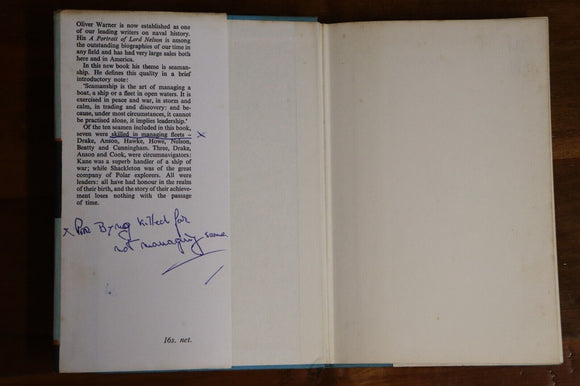 Oliver Warner is now established as one
of our leading writers on naval history.
His A Portrait of Lord Nelson is among
the outstanding biographies of our time in
any field and has had very large sales both
here and in America.
In this new book his theme is seaman-
ship. He defines this quality in a brief
introductory note:
'Seamanship is the art of managing a
boat, a ship or a fleet in open waters. It is
exercised in peace and war, in storm and
calm, in trading and discovery: and be-
cause, under most circumstances, it cannot
be practised alone, it implies leadership.'
Of the ten seamen included in this book,
seven were skilled in managing fleets – x
Drake, Anson, Hawke, Howe, Nelson,
Beatty and Cunningham. Three, Drake,
Anson and Cook, were circumnavigators:
Kane was a superb handler of a ship of
war; while Shackleton was of the great
company of Polar explorers. All were
leaders: all have had honour in the realm
of their birth, and the story of their achieve-
ment loses nothing with the passage
of time.
x Byng killed for
not managing same
16s. net.